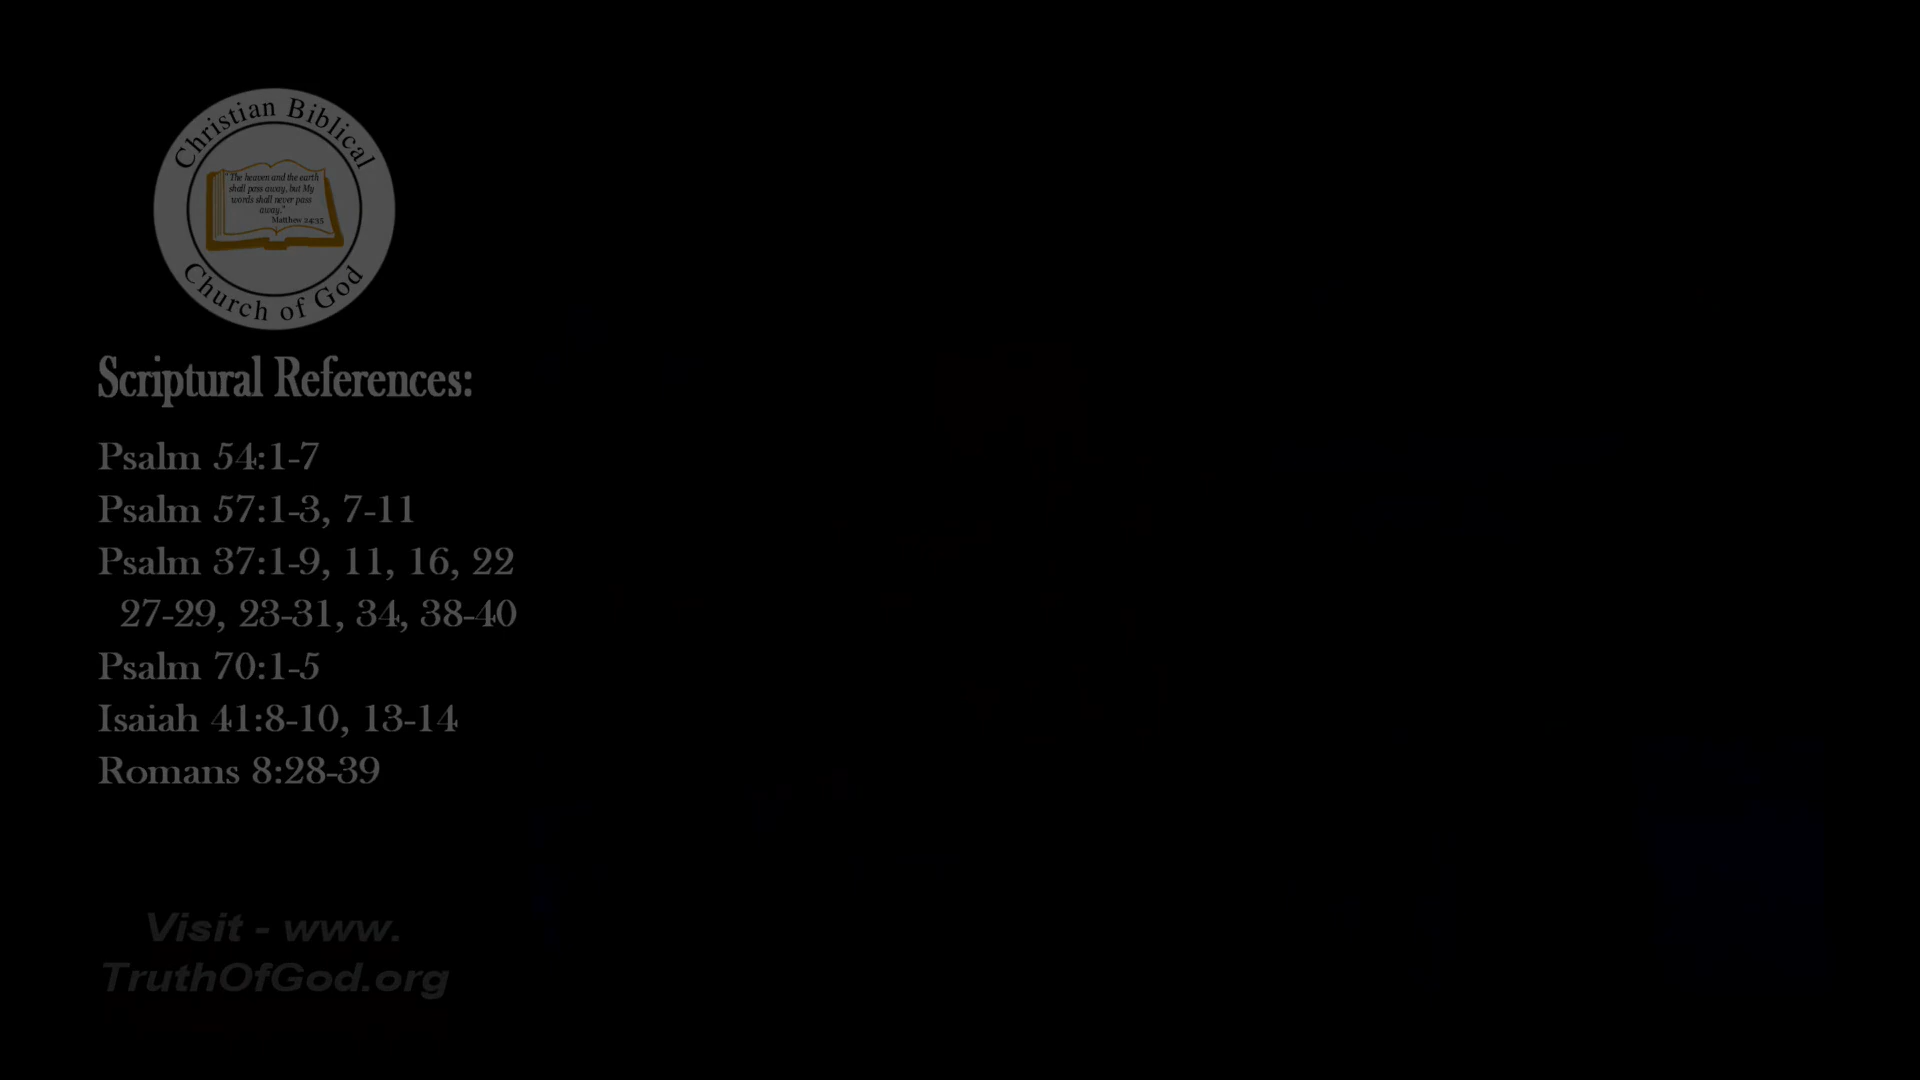 Christian Biblical
"The heaven and the earth
shall pass away, but My
words shall never pass
away."
Matthew 24:35
Church of God
Scriptural References:
Psalm 54:1-7
Psalm 57:1-3, 7-11
Psalm 37:1-9, 11, 16, 22
27-29, 23-31, 34, 38-40
Psalm 70:1-5
Isaiah 41:8-10, 13-14
Romans 8:28-39
Visit - www.
TruthOfGod.org